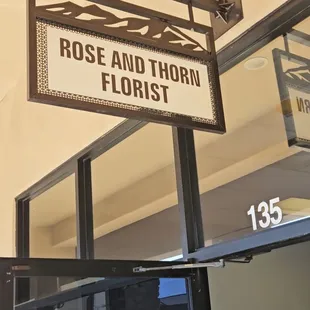 ROSE AND THORN
FLORIST
135